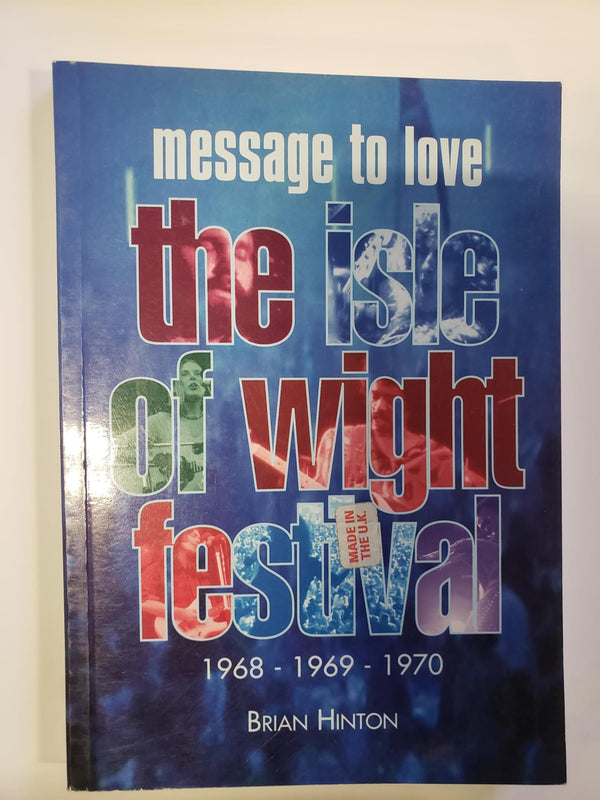 message to love
the isle
of wight
festival
MADE IN
THE U.K.
1968 - 1969 - 1970
BRIAN HINTON